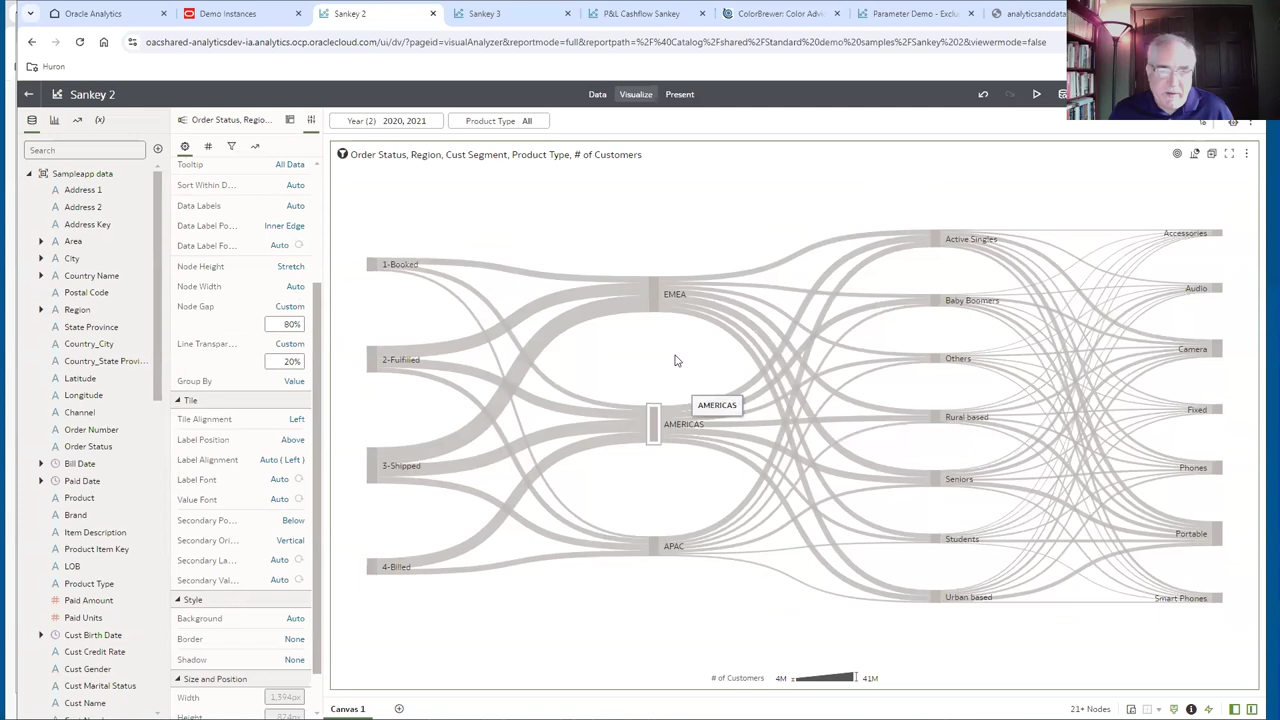 Oracle Analytics
Demo Instances
Sankey 2
Sankey 3
P&L Cashflow Sankey
ColorBrewer: Color Advi
Parameter Demo - Exclu
analyticsanddata
oacshared-analyticsdev-ia.analytics.ocp.oraclecloud.com/ui/dv/?pageid=visualAnalyzer&reportmode=full&reportpath=%2F%40Catalog%2Fshared%2FStandard%20demo%20samples%2FSankey%202&viewermode=false
Huron
Sankey 2
Data
Visualize
Present
Order Status, Regio...
Year (2) 2020, 2021
Product Type All
Search
Sampleapp data
Address 1
Address 2
Address Key
Area
City
Country Name
Postal Code
Region
State Province
Country_City
Country_State Provi...
Latitude
Longitude
Channel
Order Number
Order Status
Bill Date
Paid Date
Product
Brand
Item Description
Product Item Key
LOB
Product Type
Paid Amount
Paid Units
Cust Birth Date
Cust Credit Rate
Cust Gender
Cust Marital Status
Cust Name
Tooltip All Data
Sort Within D... Auto
Data Labels Auto
Data Label Po... Inner Edge
Data Label Fo... Auto
Node Height Stretch
Node Width Auto
Node Gap Custom
80%
Line Transpar... Custom
20%
Group By Value
Tile
Tile Alignment Left
Label Position Above
Label Alignment Auto ( Left )
Label Font Auto
Value Font Auto
Secondary Po... Below
Secondary Ori... Vertical
Secondary La... Auto
Secondary Val... Auto
Style
Background Auto
Border None
Shadow None
Size and Position
Width 1,394px
Height 824px
Order Status, Region, Cust Segment, Product Type, # of Customers
1-Booked
2-Fulfilled
3-Shipped
4-Billed
EMEA
AMERICAS
AMERICAS
APAC
Active Singles
Baby Boomers
Others
Rural based
Seniors
Students
Urban based
Accessories
Audio
Camera
Fixed
Phones
Portable
Smart Phones
# of Customers 4M 41M
Canvas 1
21+ Nodes